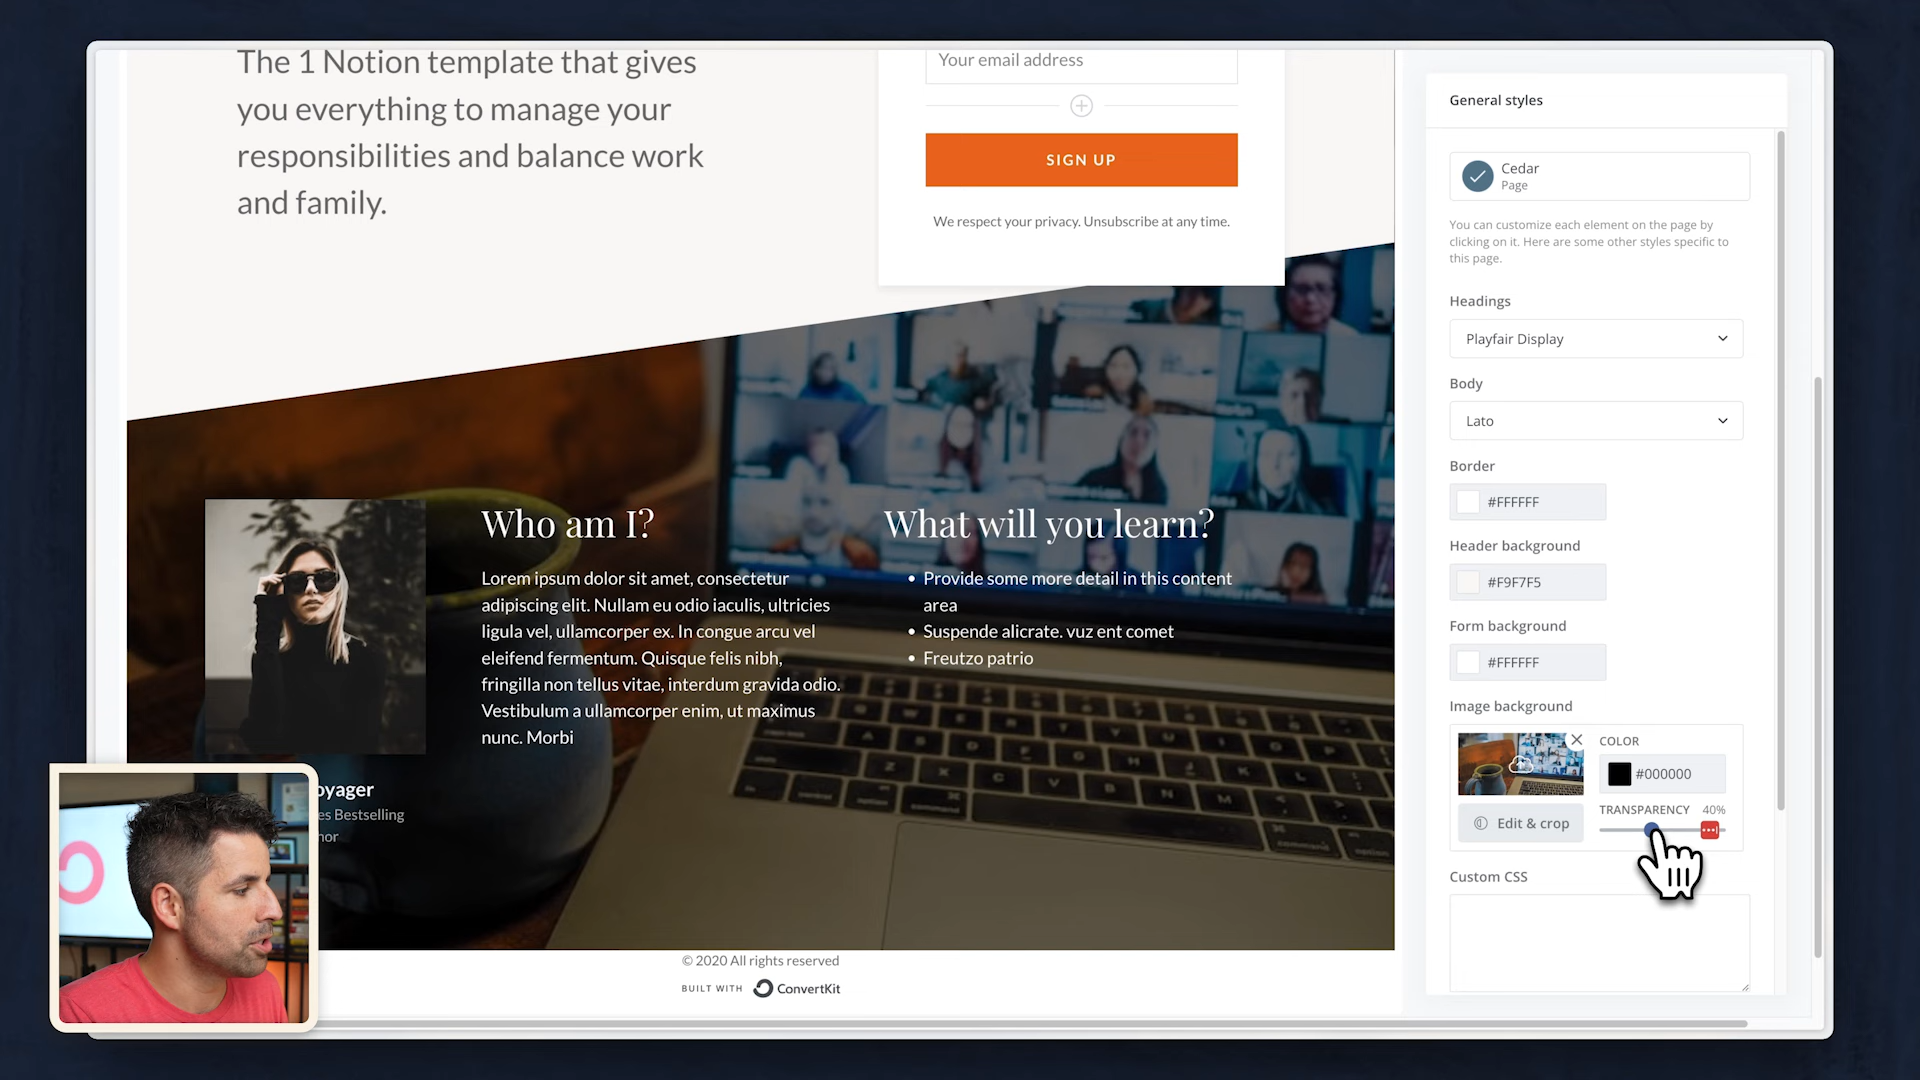 The 1 Notion template that gives
you everything to manage your
responsibilities and balance work
and family.
Your email address
SIGN UP
We respect your privacy. Unsubscribe at any time.
Who am I?
Lorem ipsum dolor sit amet, consectetur
adipiscing elit. Nullam eu odio iaculis, ultricies
ligula vel, ullamcorper ex. In congue arcu vel
eleifend fermentum. Quisque felis nibh,
fringilla non tellus vitae, interdum gravida odio.
Vestibulum a ullamcorper enim, ut maximus
nunc. Morbi
What will you learn?
• Provide some more detail in this content
area
• Suspende alicrate. vuz ent comet
• Freutzo patrio
oyager
es Bestselling
hor
© 2020 All rights reserved
BUILT WITH ConvertKit
General styles
Cedar
Page
You can customize each element on the page by
clicking on it. Here are some other styles specific to
this page.
Headings
Playfair Display
Body
Lato
Border
#FFFFFF
Header background
#F9F7F5
Form background
#FFFFFF
Image background
COLOR
#000000
TRANSPARENCY 40%
Edit & crop
Custom CSS